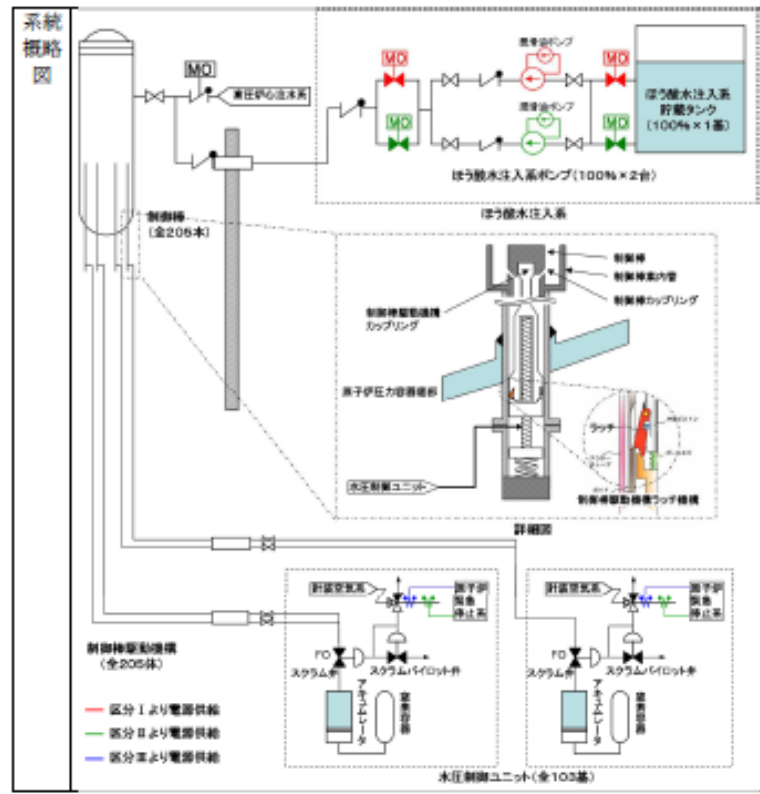 系統
概略
図
MO
高圧炉心注水系
MO
MO
潤滑油ポンプ
潤滑油ポンプ
MO
MO
ほう酸水注入系
貯蔵タンク
(100%×1基)
ほう酸水注入系ポンプ(100%×2台)
ほう酸水注入系
制御棒
(全205本)
制御棒
制御棒案内管
制御棒カップリング
制御棒駆動機構
カップリング
原子炉圧力容器底部
ラッチ
制御棒駆動機構ラッチ機構
水圧制御ユニット
詳細図
計装空気系
原子炉
緊急
停止系
FO
スクラム弁
スクラムパイロット弁
アキュムレータ
窒素容器
計装空気系
原子炉
緊急
停止系
FO
スクラム弁
スクラムパイロット弁
アキュムレータ
窒素容器
制御棒駆動機構
(全205体)
区分Ⅰより電源供給
区分Ⅱより電源供給
区分Ⅲより電源供給
水圧制御ユニット(全103基)